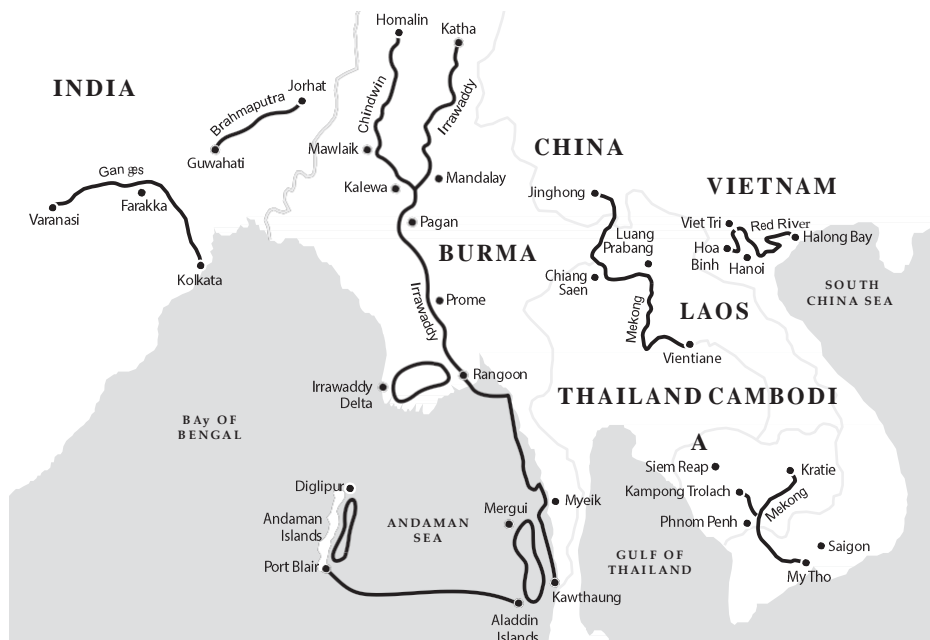 Homalin
Katha
INDIA
Jorhat
Brahmaputra
Chindwin
Irrawaddy
Guwahati
Mawlaik
CHINA
Ganges
Kalewa
Mandalay
Jinghong
VIETNAM
Varanasi
Farakka
Pagan
Viet Tri
Red River
Luang
Prabang
Hoa
Binh
Hanoi
Halong Bay
BURMA
Kolkata
Chiang
Saen
SOUTH
CHINA SEA
Irrawaddy
Prome
Mekong
LAOS
Vientiane
Irrawaddy
Delta
Rangoon
THAILAND CAMBODI
A
BAy OF
BENGAL
Siem Reap
Kratie
Diglipur
Kampong Trolach
Mekong
Mergui
Myeik
Andaman
Islands
ANDAMAN
SEA
Phnom Penh
Saigon
GULF OF
THAILAND
Port Blair
My Tho
Kawthaung
Aladdin
Islands